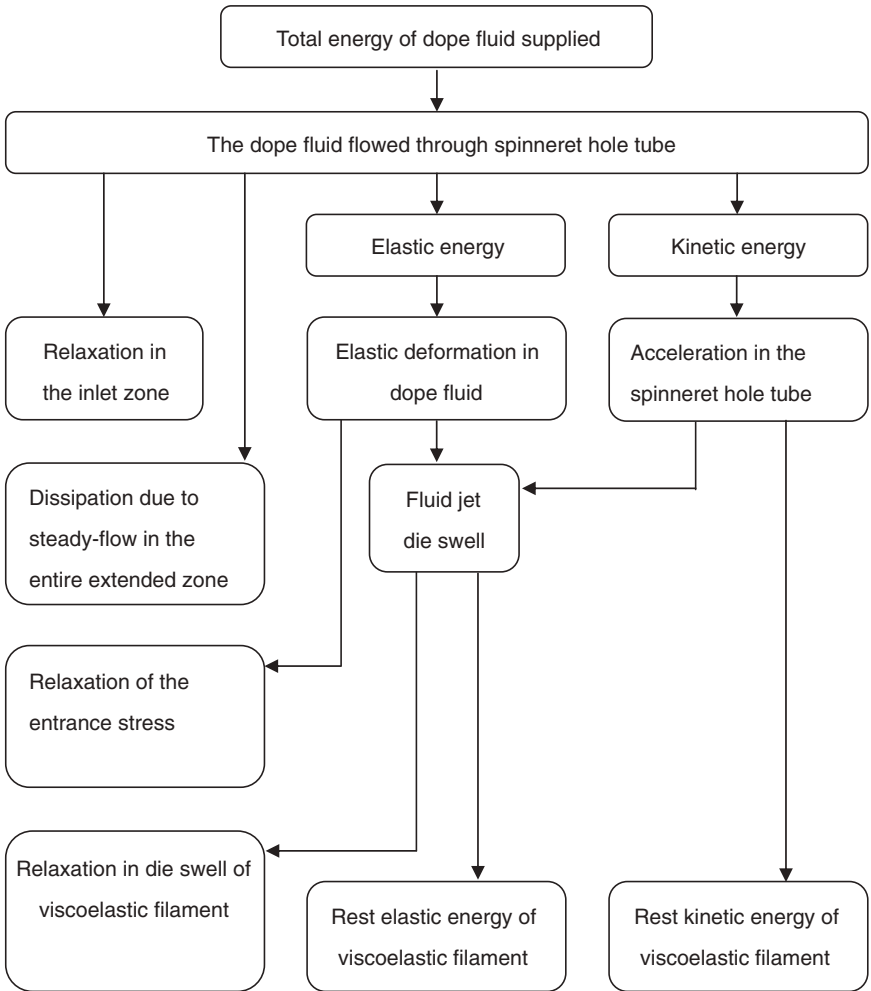 Total energy of dope fluid supplied
The dope fluid flowed through spinneret hole tube
Elastic energy
Kinetic energy
Relaxation in
the inlet zone
Elastic deformation in
dope fluid
Acceleration in the
spinneret hole tube
Dissipation due to
steady-flow in the
entire extended zone
Fluid jet
die swell
Relaxation of the
entrance stress
Relaxation in die swell of
viscoelastic filament
Rest elastic energy of
viscoelastic filament
Rest kinetic energy of
viscoelastic filament